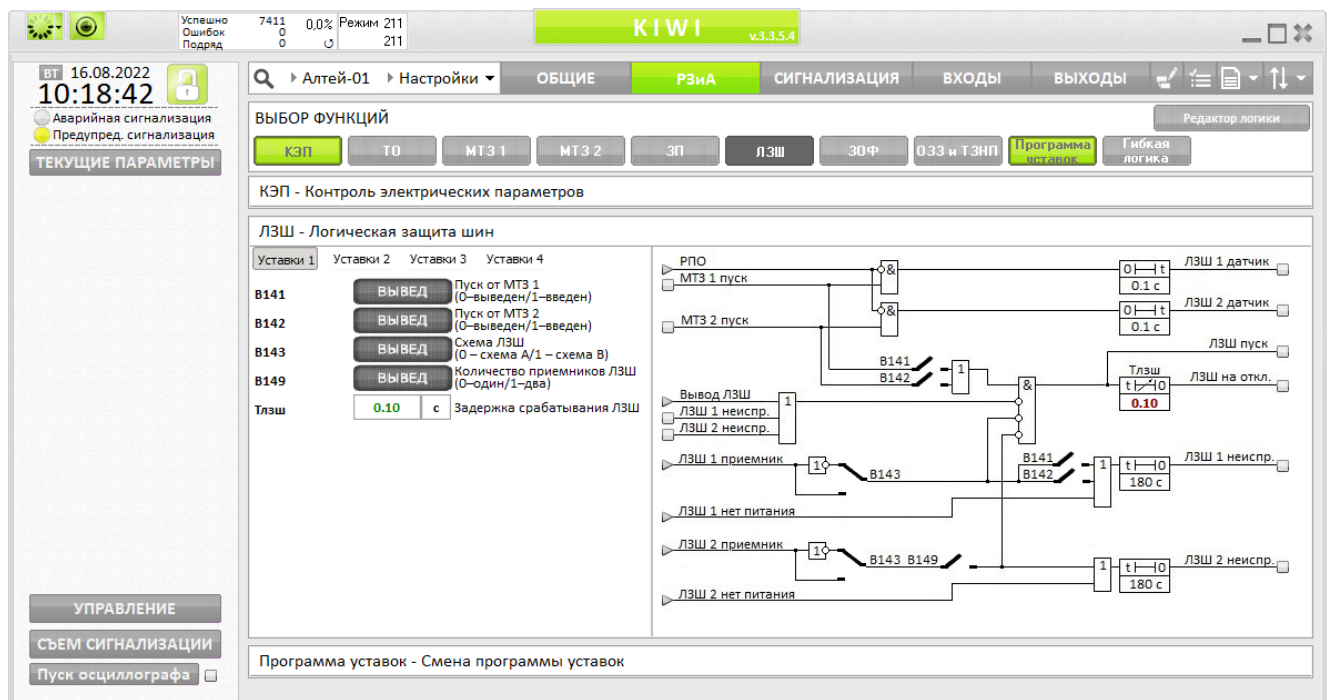 Успешно 7411 0,0% Режим 211
Ошибок 0
Подряд 0 211
KIWI v.3.3.5.4
ВТ 16.08.2022
10:18:42
Аварийная сигнализация
Предупред. сигнализация
ТЕКУЩИЕ ПАРАМЕТРЫ
УПРАВЛЕНИЕ
СЪЕМ СИГНАЛИЗАЦИИ
Пуск осциллографа
Алтей-01 Настройки ОБЩИЕ РЗиА СИГНАЛИЗАЦИЯ ВХОДЫ ВЫХОДЫ
ВЫБОР ФУНКЦИЙ Редактор логики
КЭП ТО МТЗ 1 МТЗ 2 ЗП ЛЗШ ЗОФ ОЗЗ и ТЗНП Программа уставок Гибкая логика
КЭП - Контроль электрических параметров
ЛЗШ - Логическая защита шин
Уставки 1 Уставки 2 Уставки 3 Уставки 4
В141 ВЫВЕД Пуск от МТЗ 1
(0–выведен/1–введен)
В142 ВЫВЕД Пуск от МТЗ 2
(0–выведен/1–введен)
В143 ВЫВЕД Схема ЛЗШ
(0 – схема А/1 – схема В)
В149 ВЫВЕД Количество приемников ЛЗШ
(0–один/1–два)
Тлзш 0.10 с Задержка срабатывания ЛЗШ
РПО
МТЗ 1 пуск
МТЗ 2 пуск
&
&
0 t
0.1 с
ЛЗШ 1 датчик
0 t
0.1 с
ЛЗШ 2 датчик
ЛЗШ пуск
В141
В142
1
&
Тлзш
t 0
0.10
ЛЗШ на откл.
Вывод ЛЗШ
ЛЗШ 1 неиспр.
ЛЗШ 2 неиспр.
1
ЛЗШ 1 приемник
1
В143
В141
В142
1
t 0
180 с
ЛЗШ 1 неиспр.
ЛЗШ 1 нет питания
ЛЗШ 2 приемник
1
В143 В149
1
t 0
180 с
ЛЗШ 2 неиспр.
ЛЗШ 2 нет питания
Программа уставок - Смена программы уставок